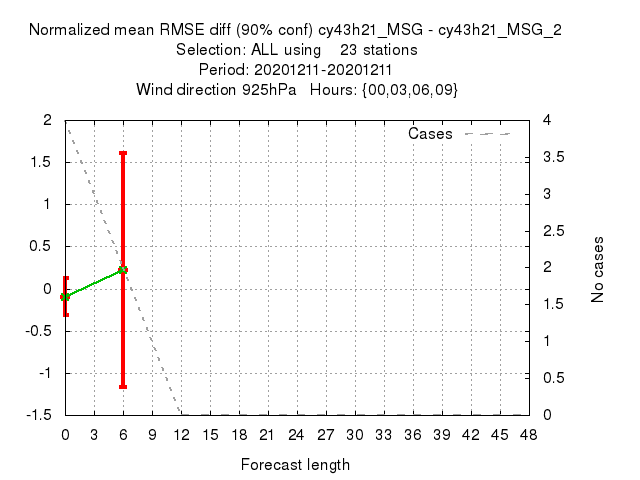 Normalized mean RMSE diff (90% conf) cy43h21_MSG - cy43h21_MSG_2
Selection: ALL using    23 stations
Period: 20201211-20201211
Wind direction 925hPa   Hours: {00,03,06,09}
Cases
2
1.5
1
0.5
0
-0.5
-1
-1.5
4
3.5
3
2.5
2
1.5
1
0.5
0
No cases
0 3 6 9 12 15 18 21 24 27 30 33 36 39 42 45 48
Forecast length